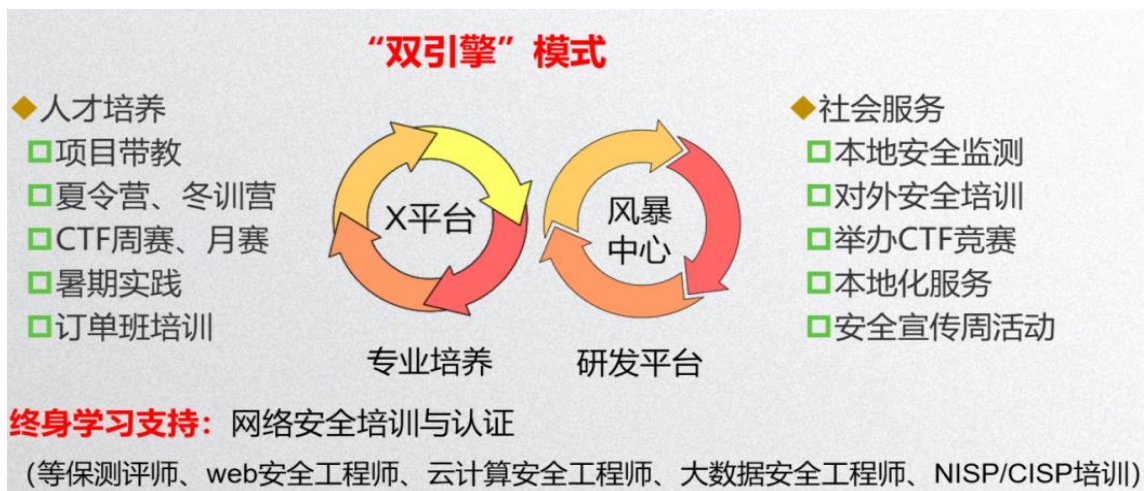 “双引擎”模式
◆人才培养
项目带教
夏令营、冬训营
CTF周赛、月赛
暑期实践
订单班培训
X平台
专业培养
风暴
中心
研发平台
◆社会服务
本地安全监测
对外安全培训
举办CTF竞赛
本地化服务
安全宣传周活动
终身学习支持：网络安全培训与认证
（等保测评师、web安全工程师、云计算安全工程师、大数据安全工程师、NISP/CISP培训）